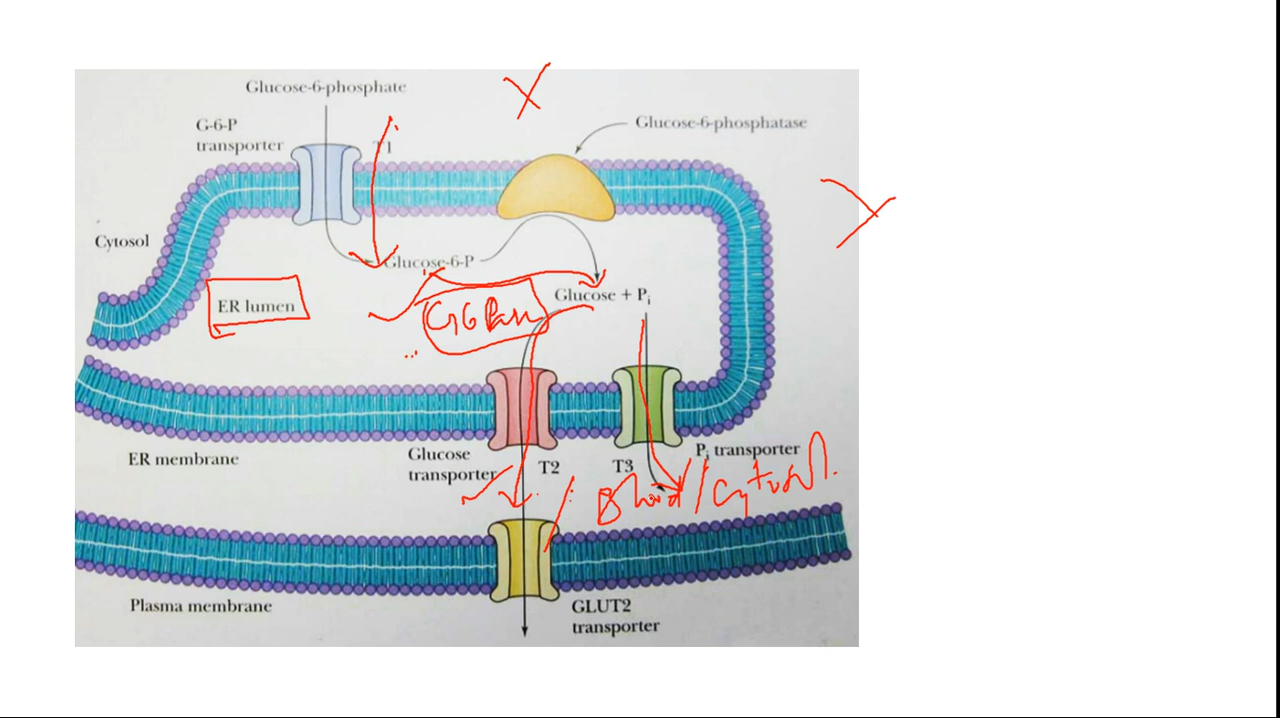 Glucose-6-phosphate
G-6-P
transporter
T1
Glucose-6-phosphatase
Cytosol
Glucose-6-P
ER lumen
Glucose + Pi
G6Pase
ER membrane
Glucose
transporter
T2
T3
Pi transporter
Blood/Cytosol.
Plasma membrane
GLUT2
transporter